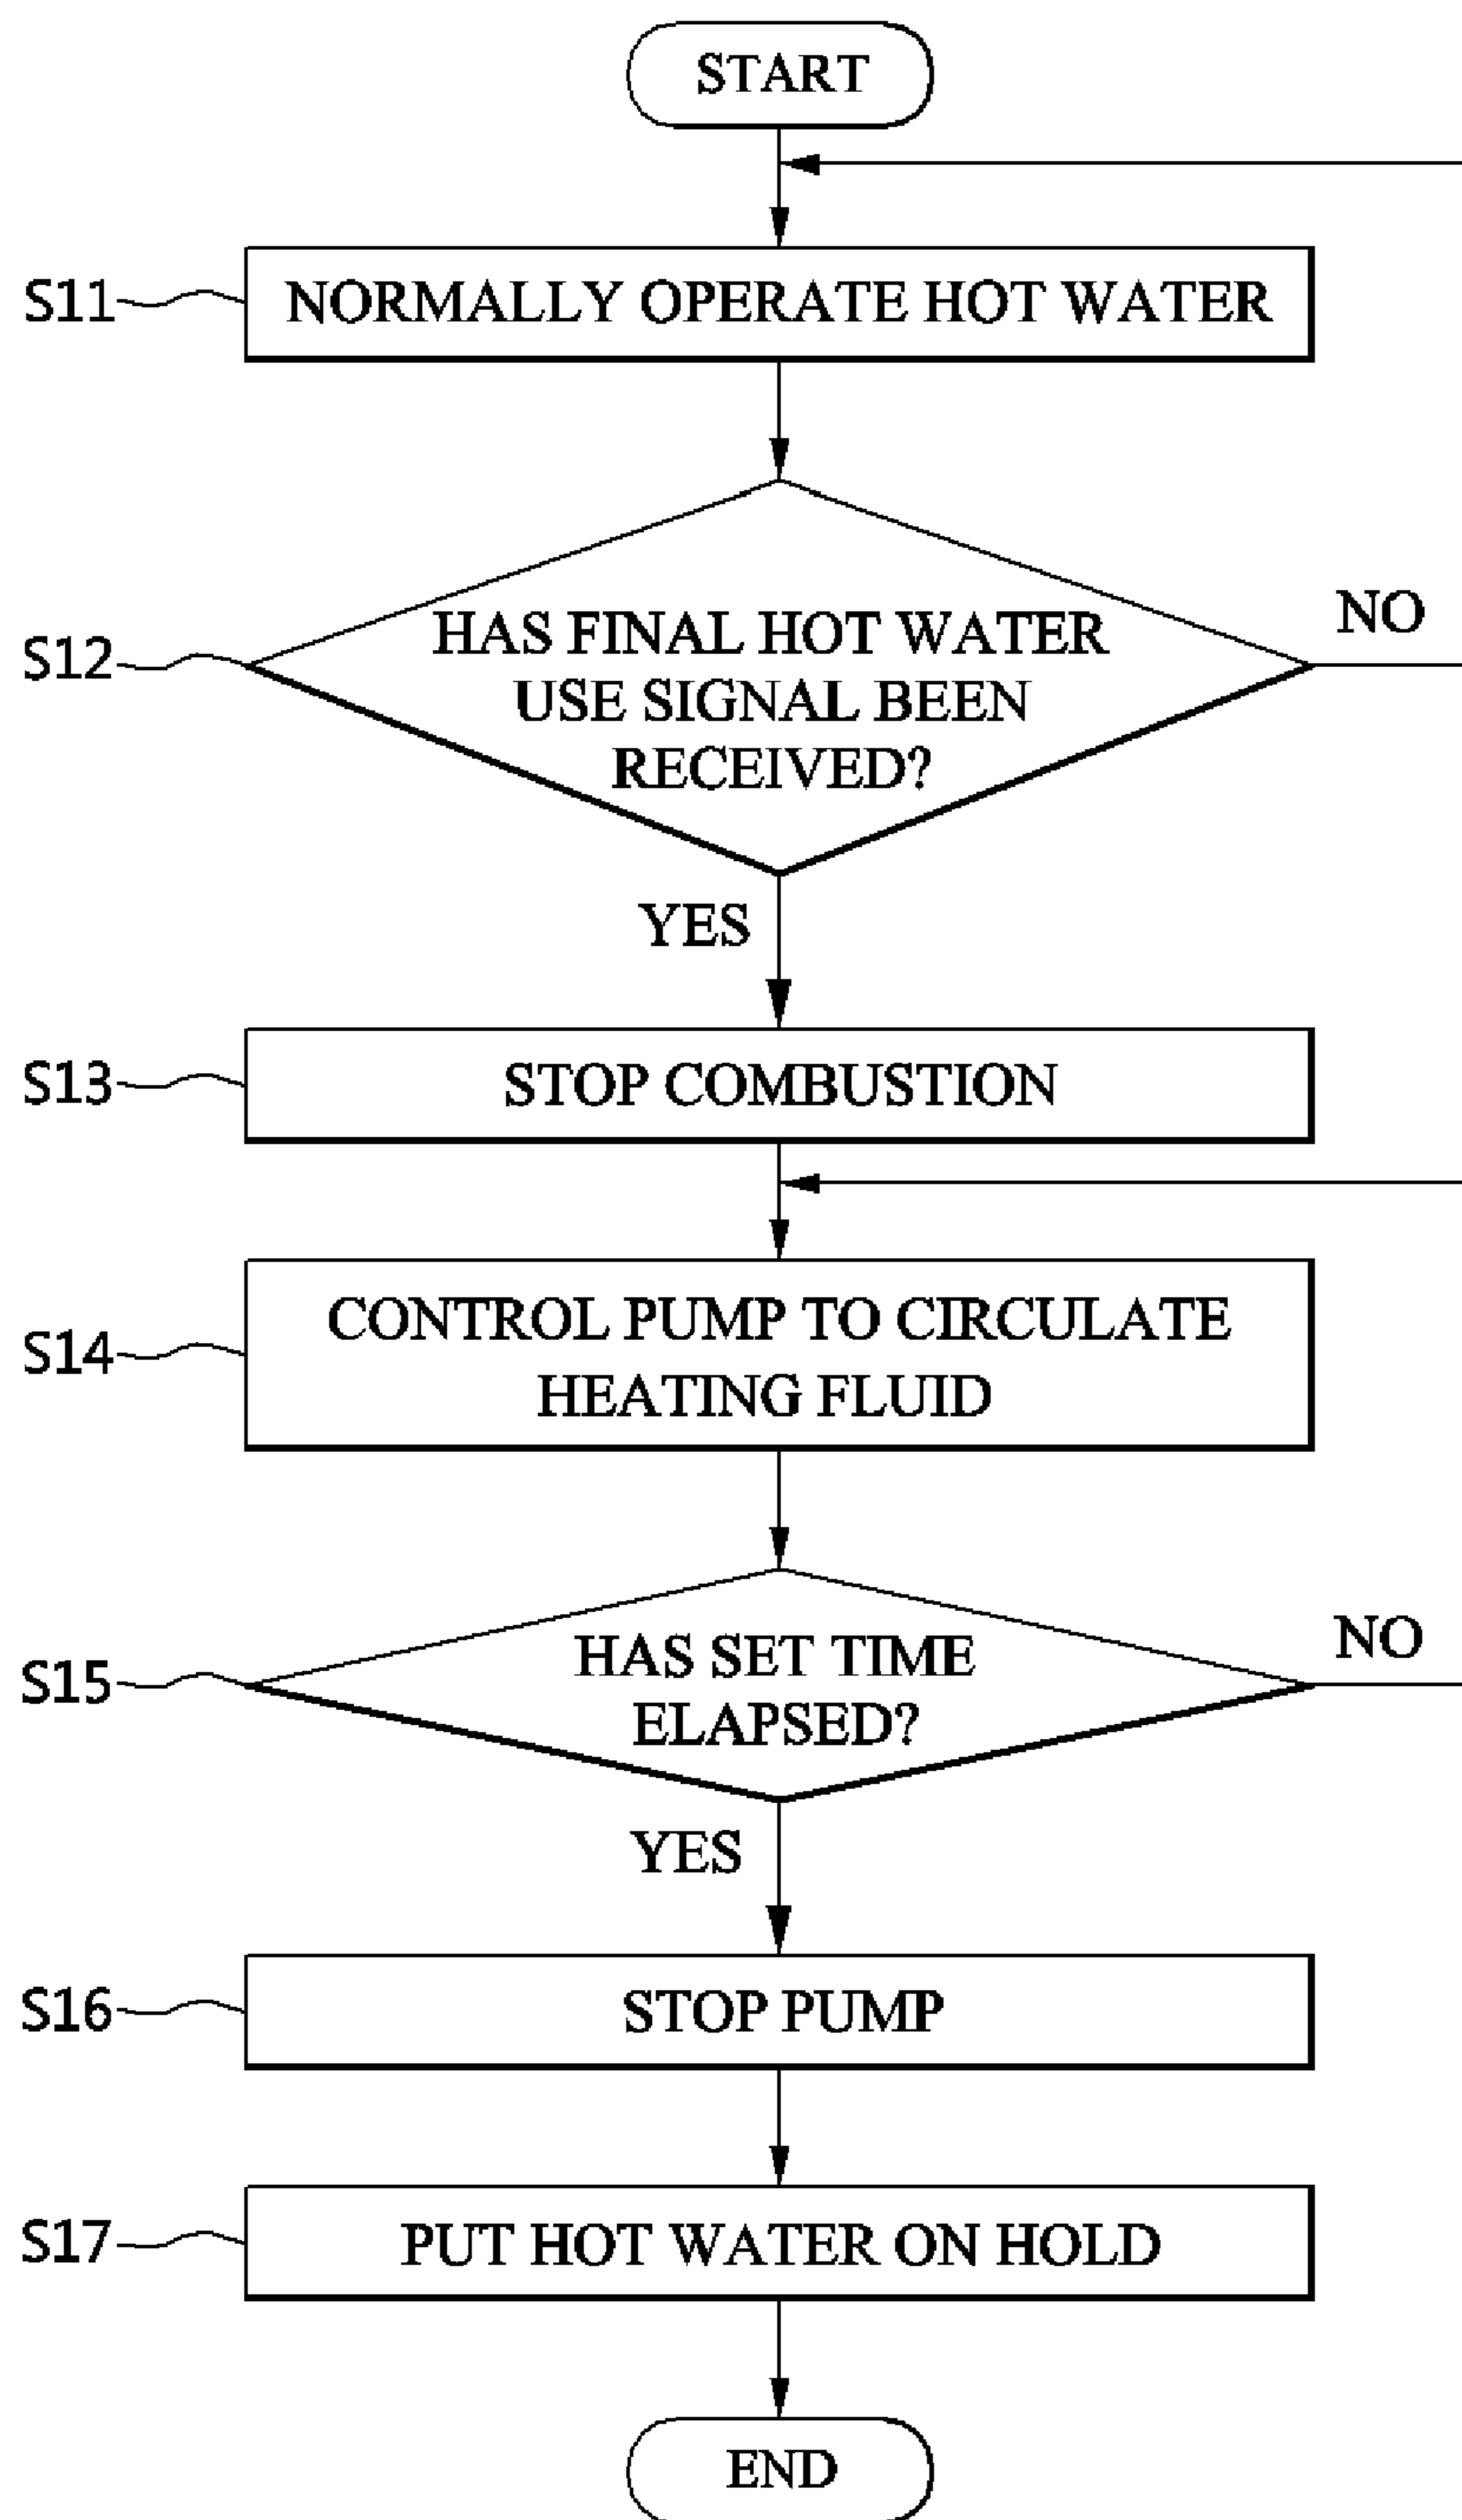 START
S11
NORMALLY OPERATE HOT WATER
S12
HAS FINAL HOT WATER
USE SIGNAL BEEN
RECEIVED?
NO
YES
S13
STOP COMBUSTION
S14
CONTROL PUMP TO CIRCULATE
HEATING FLUID
S15
HAS SET TIME
ELAPSED?
NO
YES
S16
STOP PUMP
S17
PUT HOT WATER ON HOLD
END